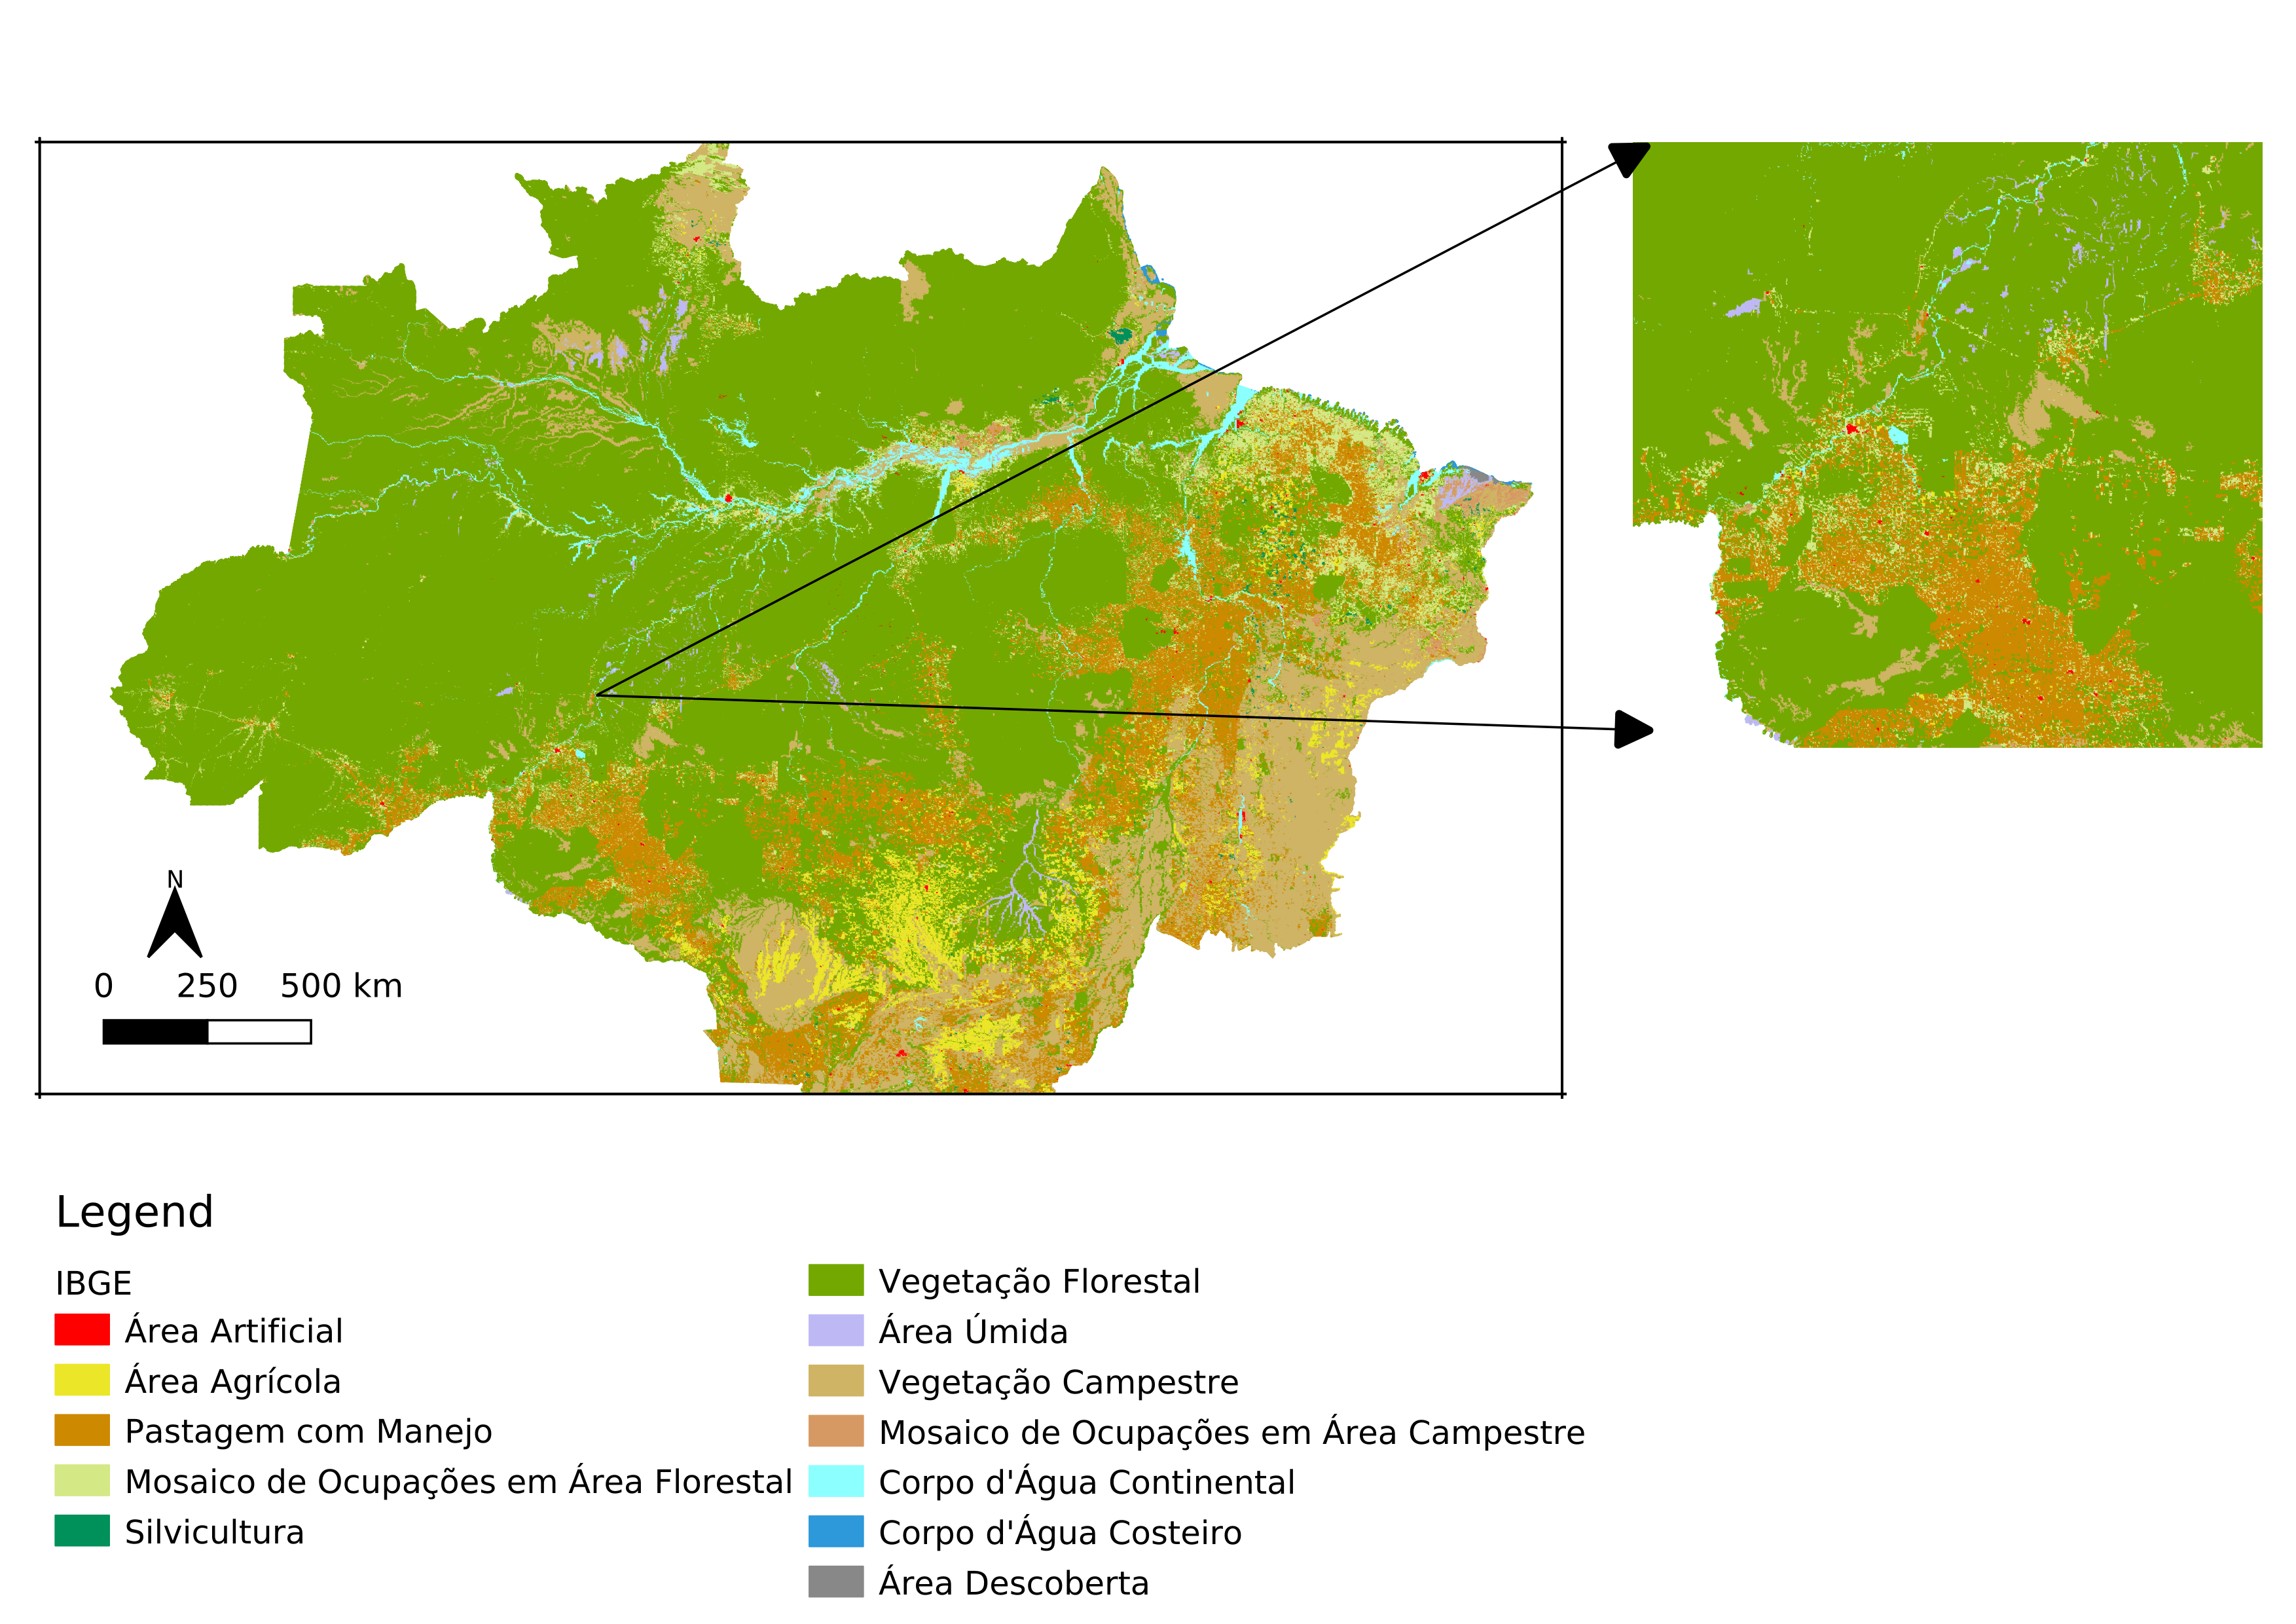 N
0 250 500 km
Legend
IBGE
Área Artificial
Área Agrícola
Pastagem com Manejo
Mosaico de Ocupações em Área Florestal
Silvicultura
Vegetação Florestal
Área Úmida
Vegetação Campestre
Mosaico de Ocupações em Área Campestre
Corpo d'Água Continental
Corpo d'Água Costeiro
Área Descoberta